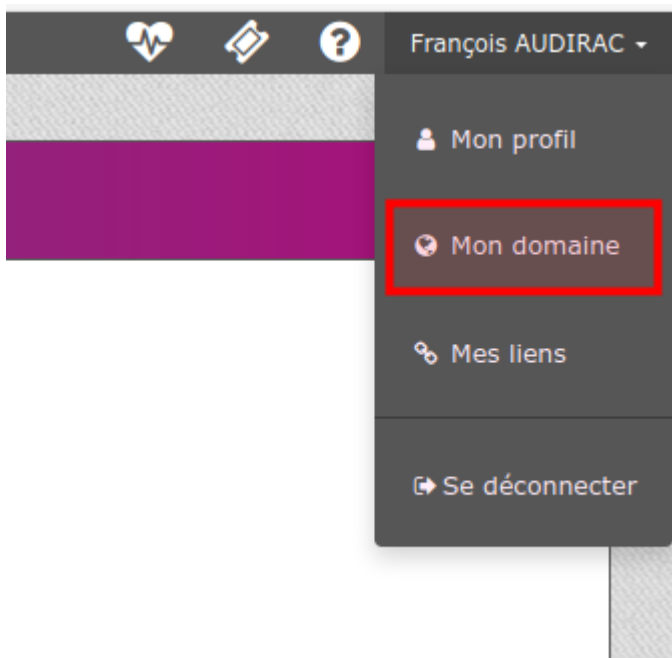 François AUDIRAC
Mon profil
Mon domaine
Mes liens
Se déconnecter